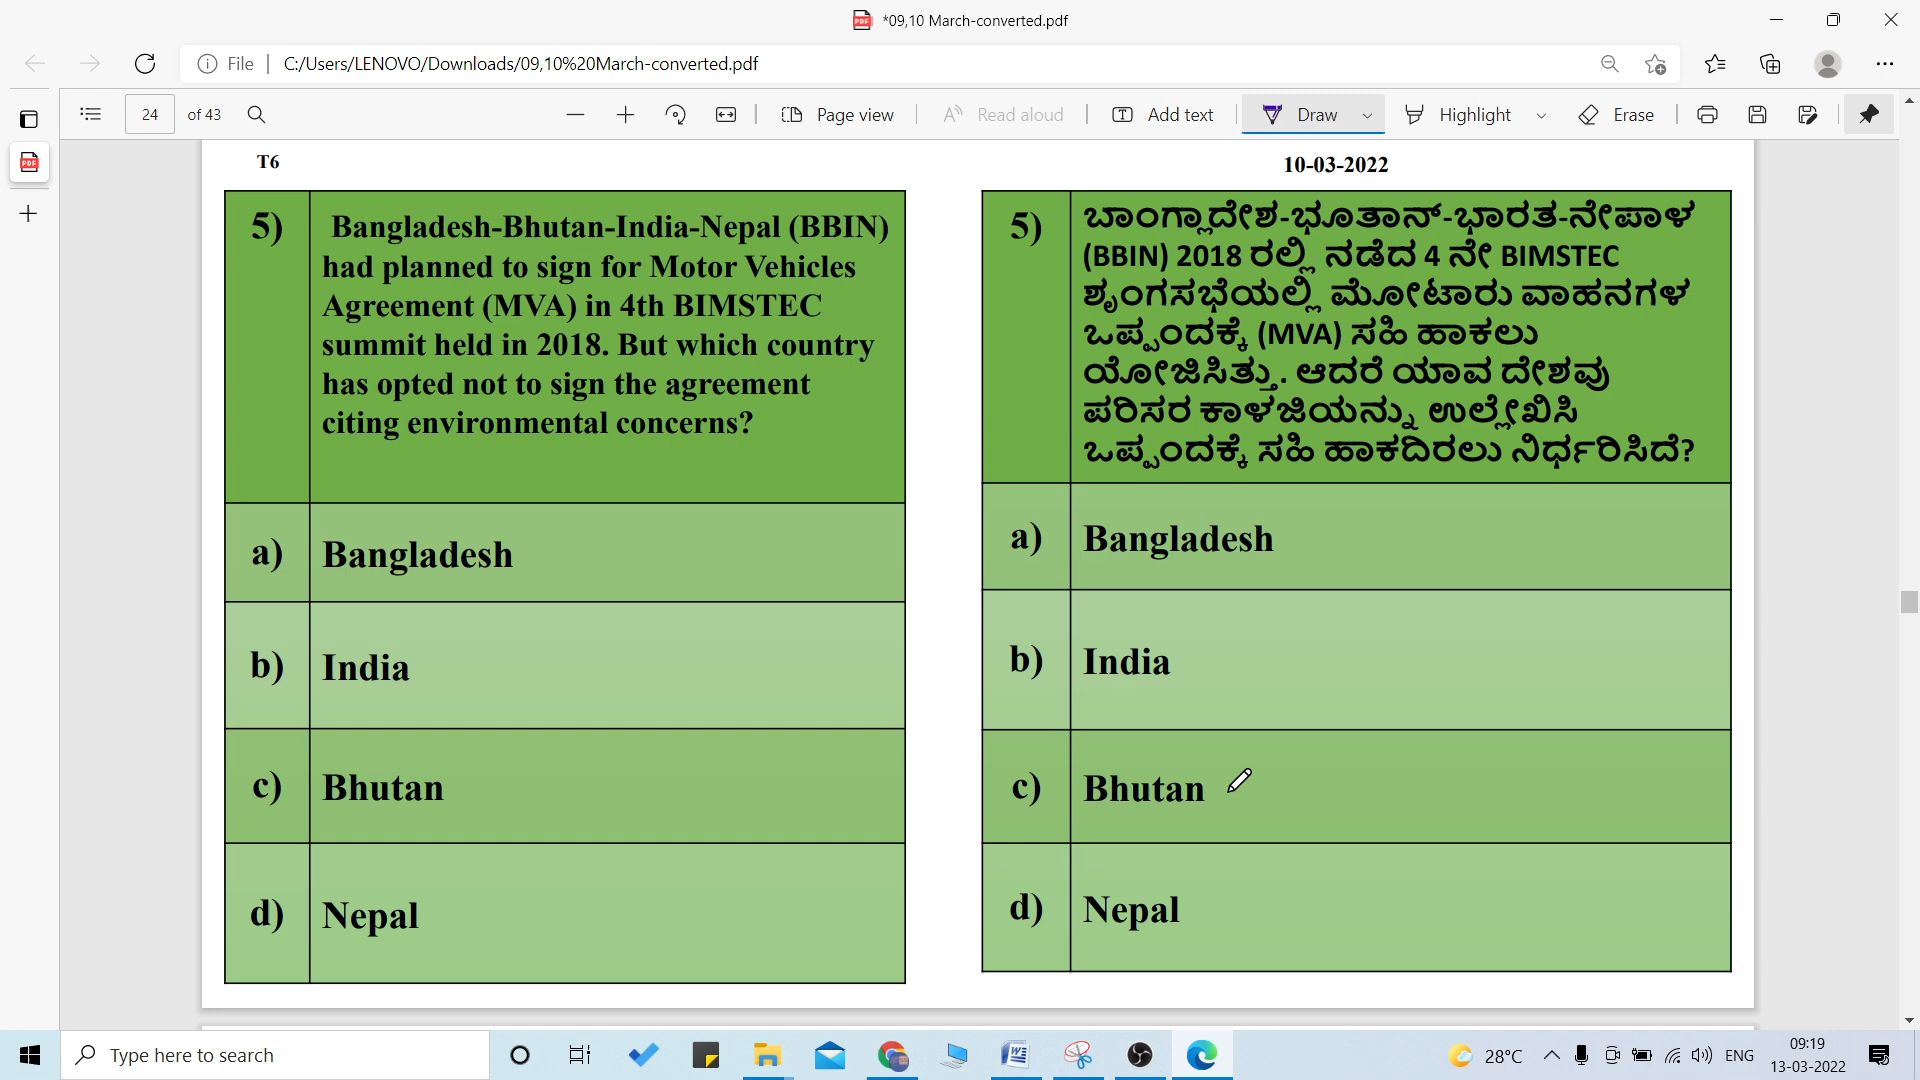 *09,10 March-converted.pdf
File
C:/Users/LENOVO/Downloads/09,10%20March-converted.pdf
24 of 43
Page view
Read aloud
Add text
Draw
Highlight
Erase
T6
10-03-2022
5) Bangladesh-Bhutan-India-Nepal (BBIN)
had planned to sign for Motor Vehicles
Agreement (MVA) in 4th BIMSTEC
summit held in 2018. But which country
has opted not to sign the agreement
citing environmental concerns?
a) Bangladesh
b) India
c) Bhutan
d) Nepal
5) ಬಾಂಗ್ಲಾದೇಶ-ಭೂತಾನ್-ಭಾರತ-ನೇಪಾಳ
(BBIN) 2018 ರಲ್ಲಿ ನಡೆದ 4 ನೇ BIMSTEC
ಶೃಂಗಸಭೆಯಲ್ಲಿ ಮೋಟಾರು ವಾಹನಗಳ
ಒಪ್ಪಂದಕ್ಕೆ (MVA) ಸಹಿ ಹಾಕಲು
ಯೋಜಿಸಿತ್ತು. ಆದರೆ ಯಾವ ದೇಶವು
ಪರಿಸರ ಕಾಳಜಿಯನ್ನು ಉಲ್ಲೇಖಿಸಿ
ಒಪ್ಪಂದಕ್ಕೆ ಸಹಿ ಹಾಕದಿರಲು ನಿರ್ಧರಿಸಿದೆ?
a) Bangladesh
b) India
c) Bhutan
d) Nepal
Type here to search
28°C
ENG
09:19
13-03-2022